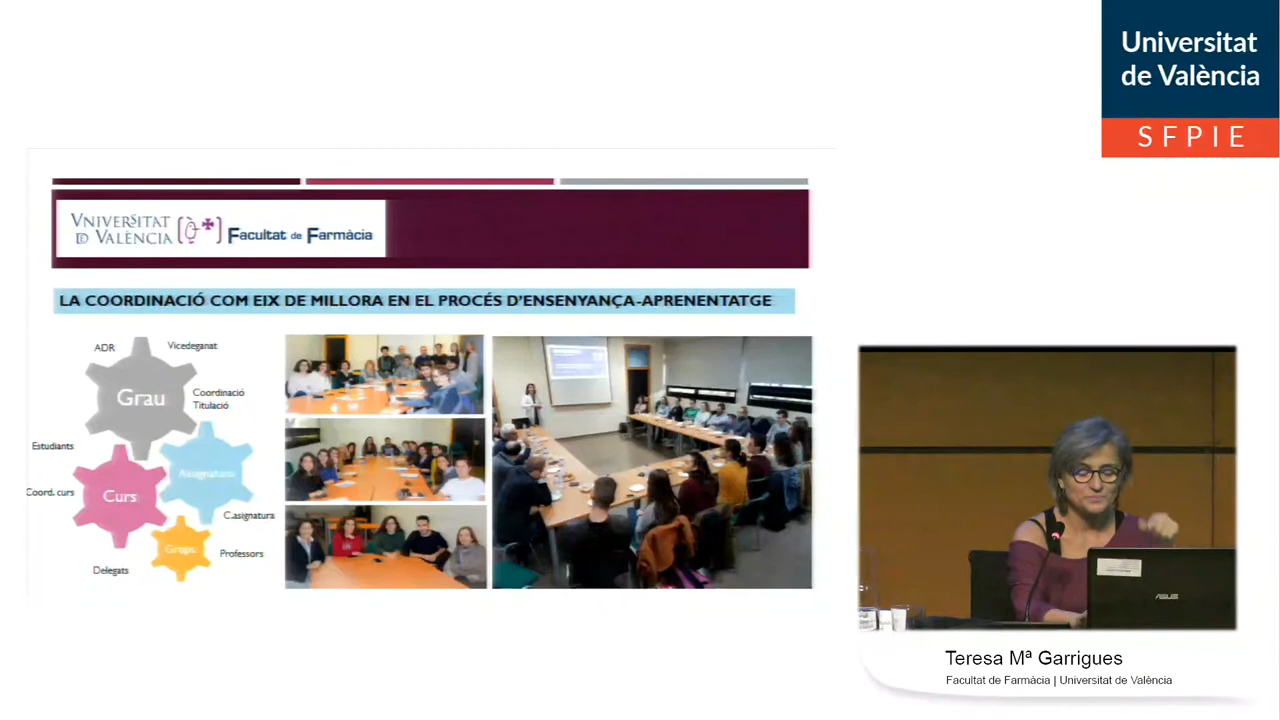 Universitat
de València
SFPIE
VNIVERSITAT
DE VALÈNCIA
Facultat de Farmàcia
LA COORDINACIÓ COM EIX DE MILLORA EN EL PROCÉS D'ENSENYANÇA-APRENENTATGE
ADR
Vicedeganat
Grau
Coordinació
Titulació
Estudiants
Assignatura
Coord. curs
Curs
C.asignatura
Grups
Professors
Delegats
ASUS
Teresa Mª Garrigues
Facultat de Farmàcia | Universitat de València